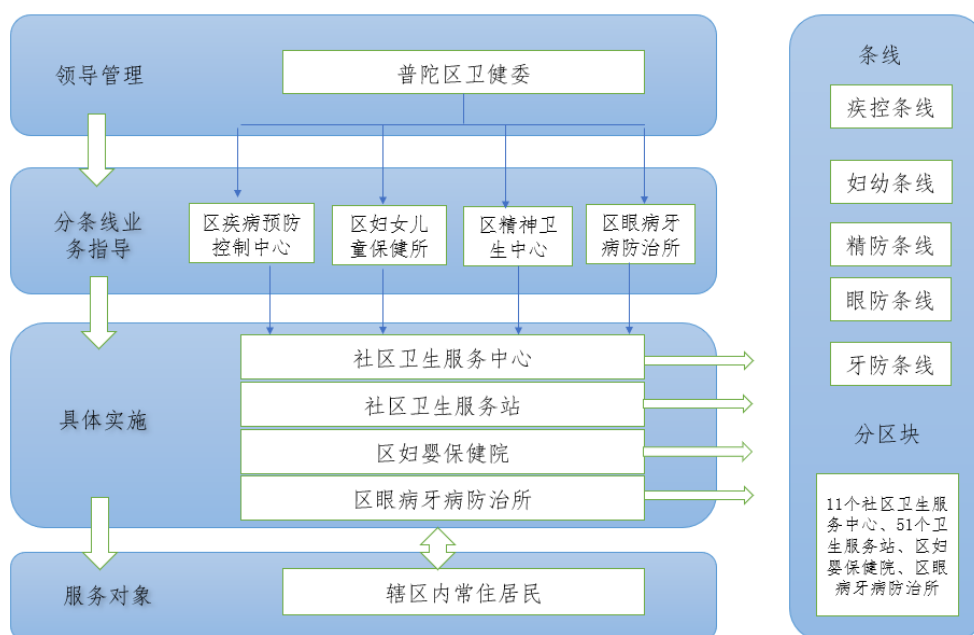 领导管理
普陀区卫健委
分条线业
务指导
区疾病预防
控制中心
区妇女儿
童保健所
区精神卫
生中心
区眼病牙
病防治所
具体实施
社区卫生服务中心
社区卫生服务站
区妇婴保健院
区眼病牙病防治所
服务对象
辖区内常住居民
条线
疾控条线
妇幼条线
精防条线
眼防条线
牙防条线
分区块
11个社区卫生服
务中心、51个卫
生服务站、区妇
婴保健院、区眼
病牙病防治所